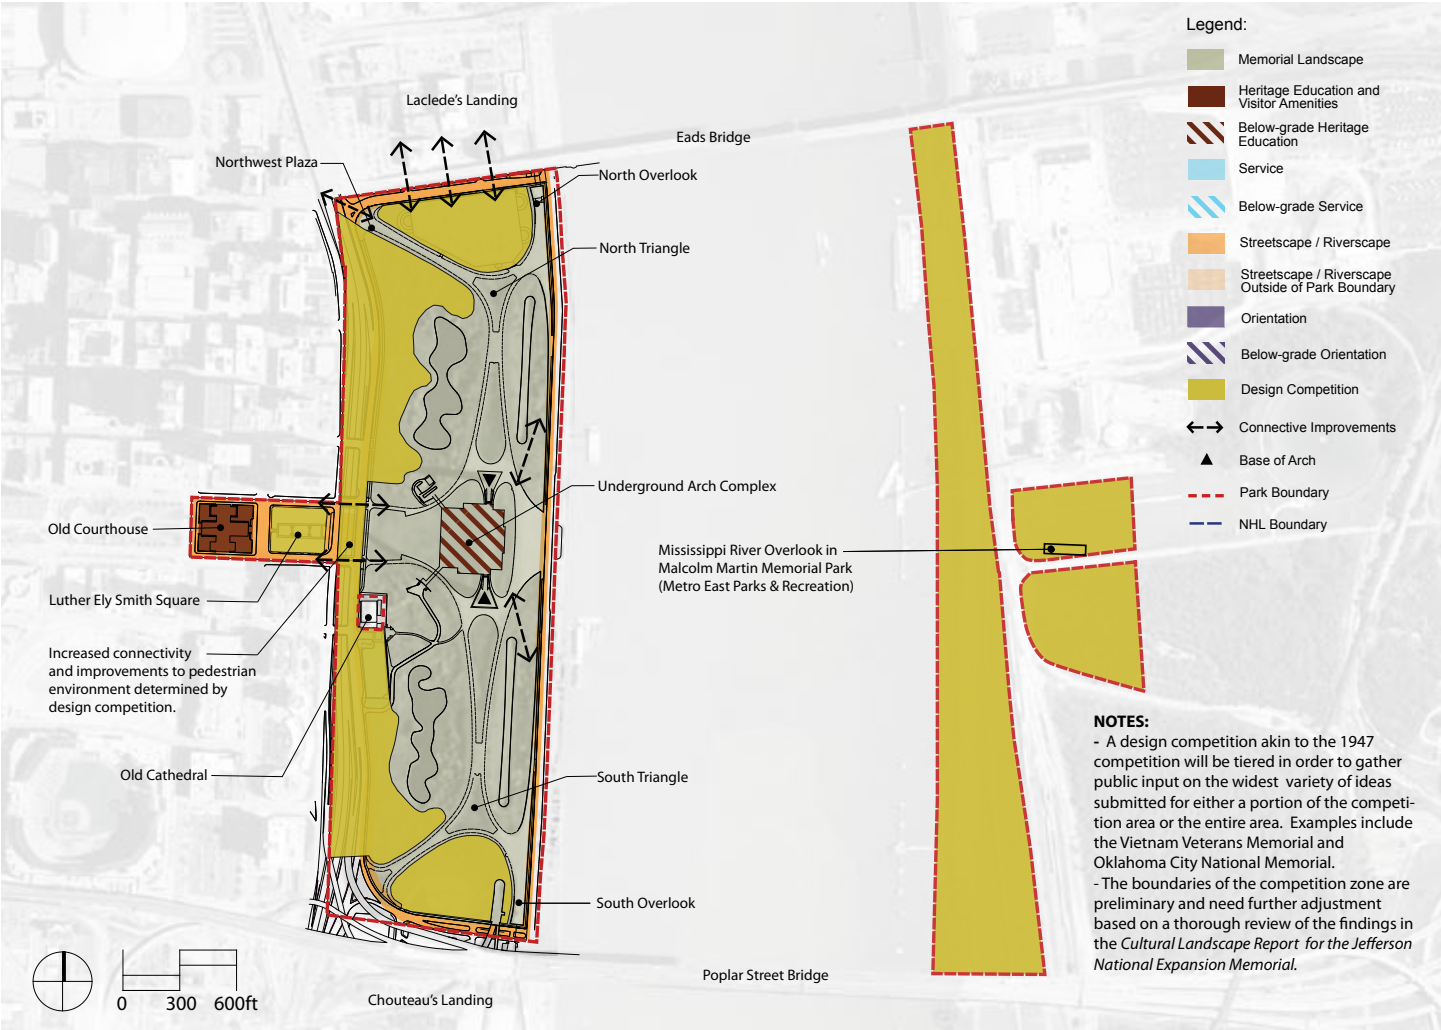 Legend:
Memorial Landscape
Heritage Education and
Visitor Amenities
Below-grade Heritage
Education
Service
Below-grade Service
Streetscape / Riverscape
Streetscape / Riverscape
Outside of Park Boundary
Orientation
Below-grade Orientation
Design Competition
Connective Improvements
Base of Arch
Park Boundary
NHL Boundary
Laclede's Landing
Eads Bridge
Northwest Plaza
North Overlook
North Triangle
Underground Arch Complex
Old Courthouse
Mississippi River Overlook in
Malcolm Martin Memorial Park
(Metro East Parks & Recreation)
Luther Ely Smith Square
Increased connectivity
and improvements to pedestrian
environment determined by
design competition.
Old Cathedral
South Triangle
South Overlook
Poplar Street Bridge
Chouteau's Landing
0 300 600ft
NOTES:
- A design competition akin to the 1947
competition will be tiered in order to gather
public input on the widest variety of ideas
submitted for either a portion of the competi-
tion area or the entire area. Examples include
the Vietnam Veterans Memorial and
Oklahoma City National Memorial.
- The boundaries of the competition zone are
preliminary and need further adjustment
based on a thorough review of the findings in
the Cultural Landscape Report for the Jefferson
National Expansion Memorial.